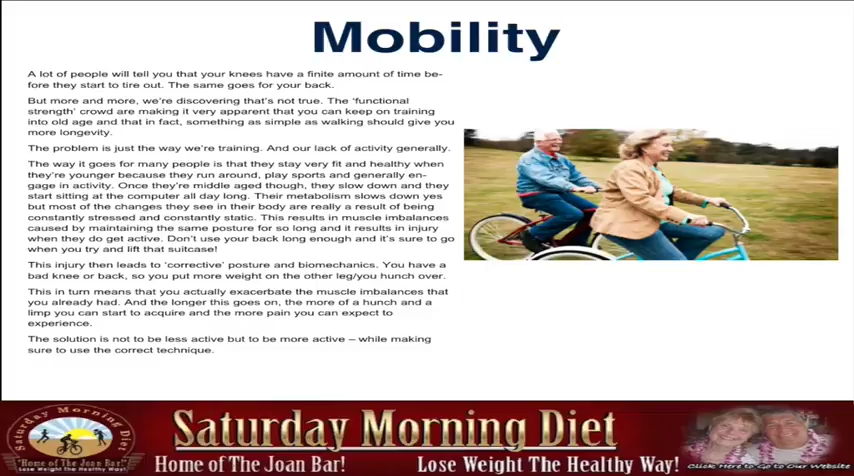 Mobility
A lot of people will tell you that your knees have a finite amount of time be-
fore they start to tire out. The same goes for your back.
But more and more, we're discovering that's not true. The 'functional
strength' crowd are making it very apparent that you can keep on training
into old age and that in fact, something as simple as walking should give you
more longevity.
The problem is just the way we're training. And our lack of activity generally.
The way it goes for many people is that they stay very fit and healthy when
they're younger because they run around, play sports and generally en-
gage in activity. Once they're middle aged though, they slow down and they
start sitting at the computer all day long. Their metabolism slows down yes
but most of the changes they see in their body are really a result of being
constantly stressed and constantly static. This results in muscle imbalances
caused by maintaining the same posture for so long and it results in injury
when they do get active. Don't use your back long enough and it's sure to go
when you try and lift that suitcase!
This injury then leads to 'corrective' posture and biomechanics. You have a
bad knee or back, so you put more weight on the other leg/you hunch over.
This in turn means that you actually exacerbate the muscle imbalances that
you already had. And the longer this goes on, the more of a hunch and a
limp you can start to acquire and the more pain you can expect to
experience.
The solution is not to be less active but to be more active – while making
sure to use the correct technique.
Saturday Morning Diet
"Home of The Joan Bar!"
Lose Weight The Healthy Way!
Saturday Morning Diet
Home of The Joan Bar! Lose Weight The Healthy Way!
Click Here to Go to Our Website